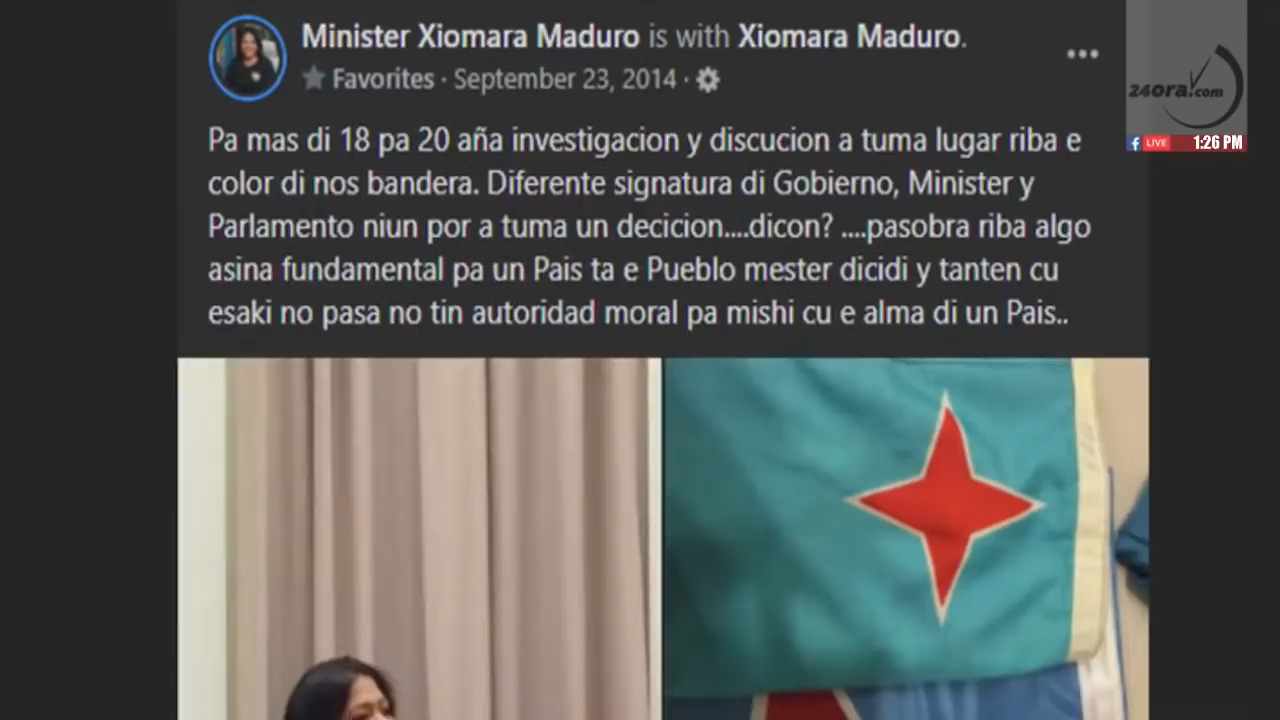 Minister Xiomara Maduro is with Xiomara Maduro.
Favorites · September 23, 2014 ·
Pa mas di 18 pa 20 aña investigacion y discucion a tuma lugar riba e
color di nos bandera. Diferente signatura di Gobierno, Minister y
Parlamento niun por a tuma un decicion....dicon? ....pasobra riba algo
asina fundamental pa un Pais ta e Pueblo mester dicidi y tanten cu
esaki no pasa no tin autoridad moral pa mishi cu e alma di un Pais..
24ora.com
f LIVE 1:26 PM